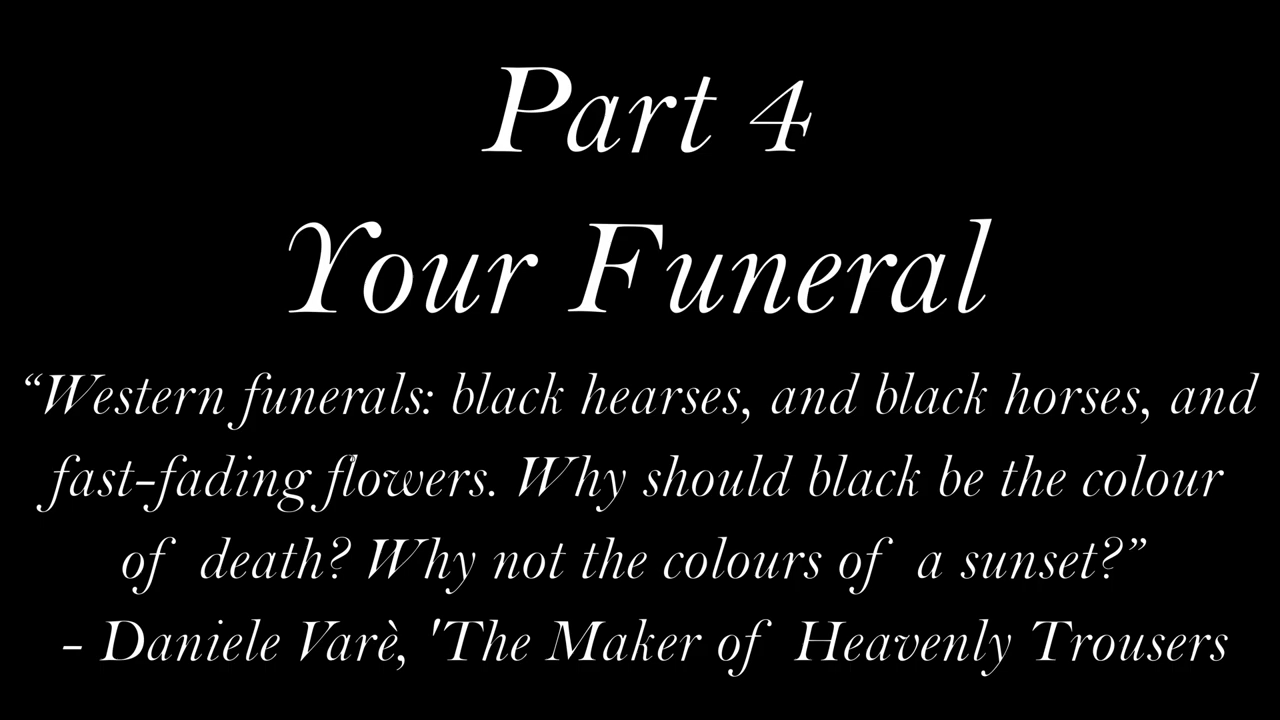 Part 4
Your Funeral
“Western funerals: black hearses, and black horses, and
fast-fading flowers. Why should black be the colour
of death? Why not the colours of a sunset?”
- Daniele Varè, 'The Maker of Heavenly Trousers